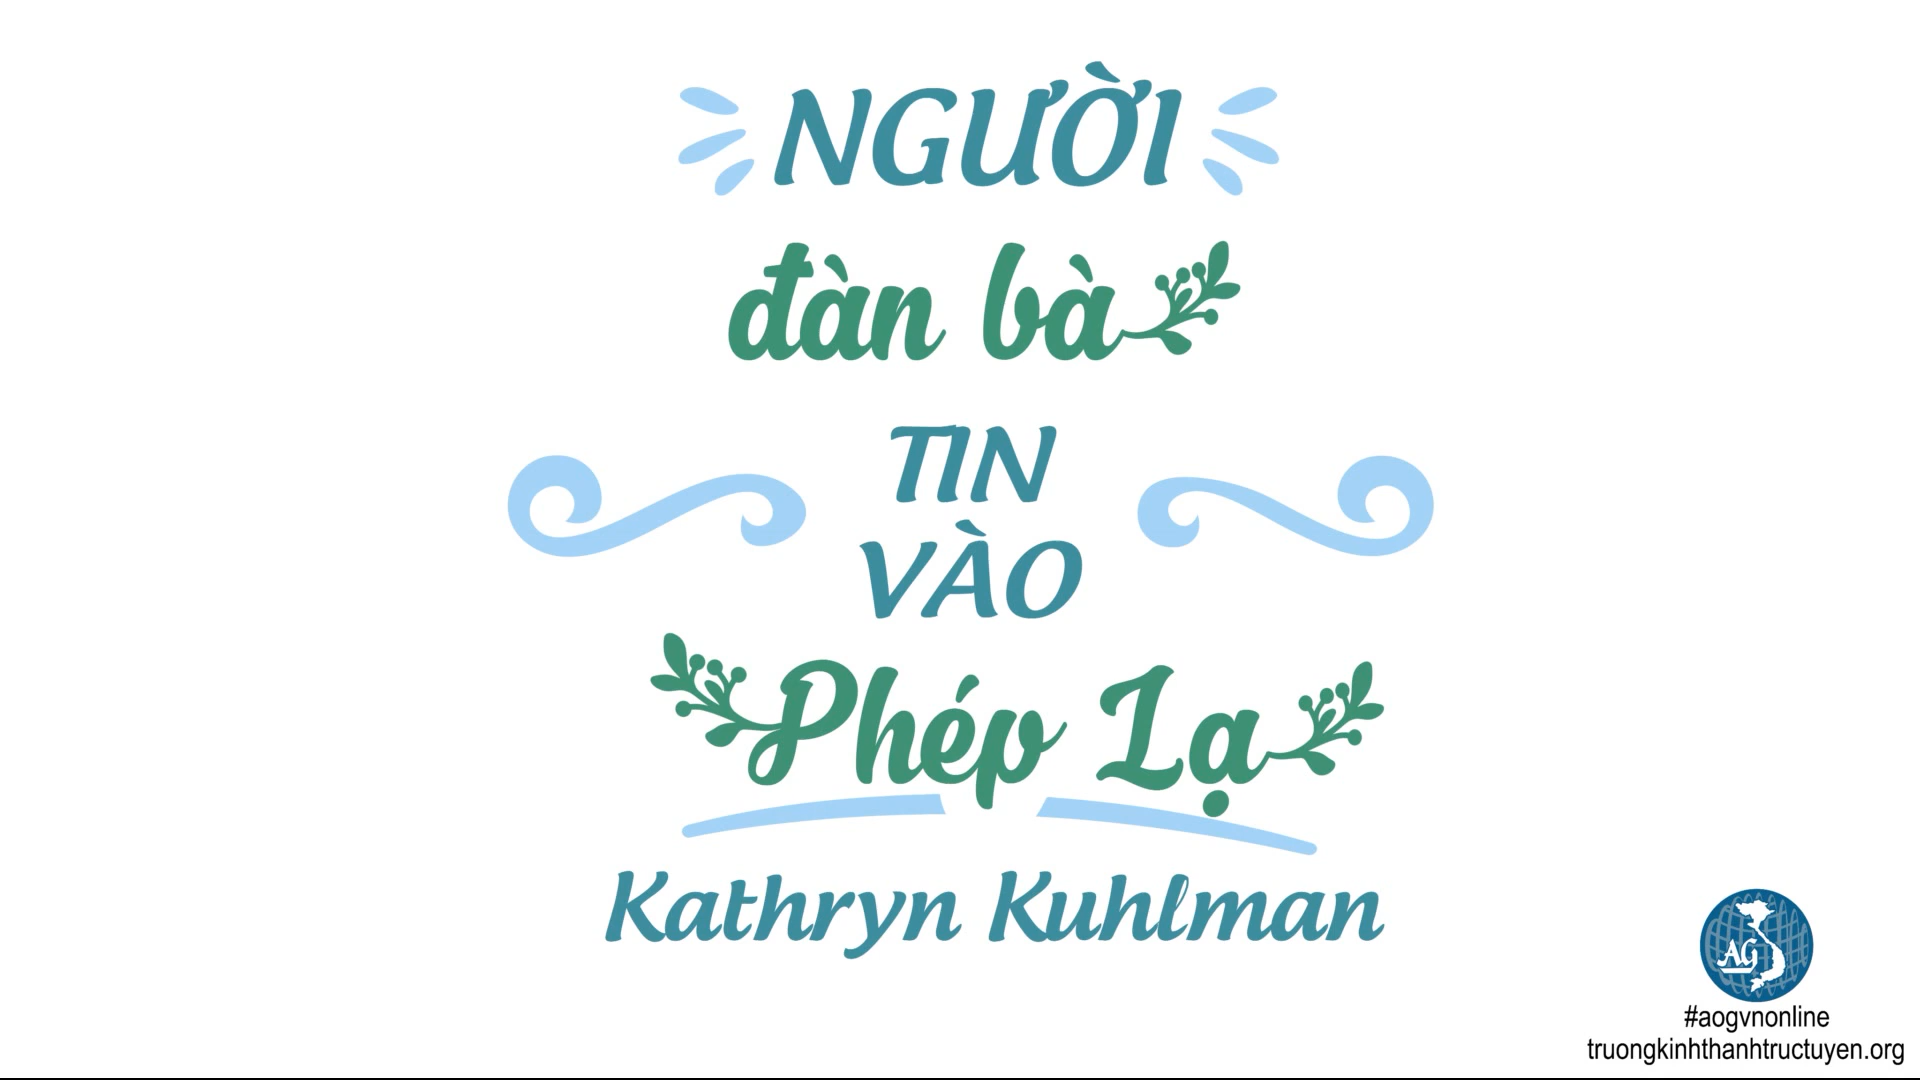 NGƯỜI
đàn bà
TIN
VÀO
Phép Lạ
Kathryn Kuhlman
AG
#aogvnonline
truongkinhthanhtructuyen.org